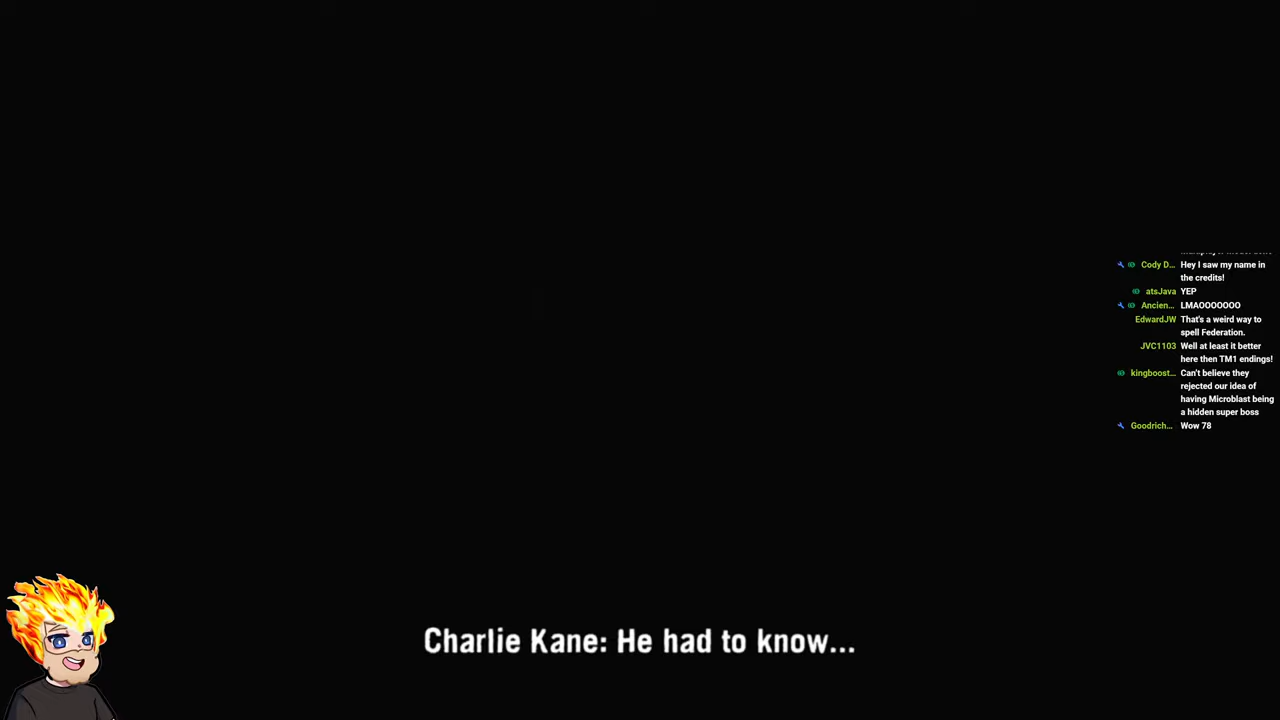 Cody D... Hey I saw my name in
the credits!
atsJava YEP
Ancien... LMAOOOOOOO
EdwardJW That's a weird way to
spell Federation.
JVC1103 Well at least it better
here then TM1 endings!
kingboost... Can't believe they
rejected our idea of
having Microblast being
a hidden super boss
Goodrich... Wow 78
Charlie Kane: He had to know...